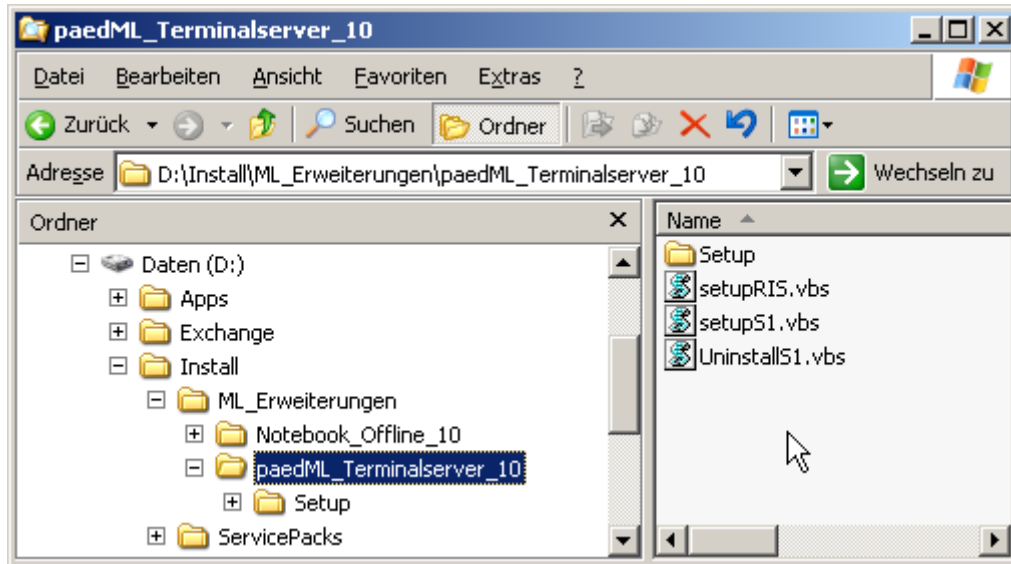 paedML_Terminalserver_10
Datei Bearbeiten Ansicht Favoriten Extras ?
Zurück Suchen Ordner
Adresse D:\Install\ML_Erweiterungen\paedML_Terminalserver_10 Wechseln zu
Ordner
Daten (D:)
Apps
Exchange
Install
ML_Erweiterungen
Notebook_Offline_10
paedML_Terminalserver_10
Setup
ServicePacks
Name
Setup
setupRIS.vbs
setupS1.vbs
UninstallS1.vbs